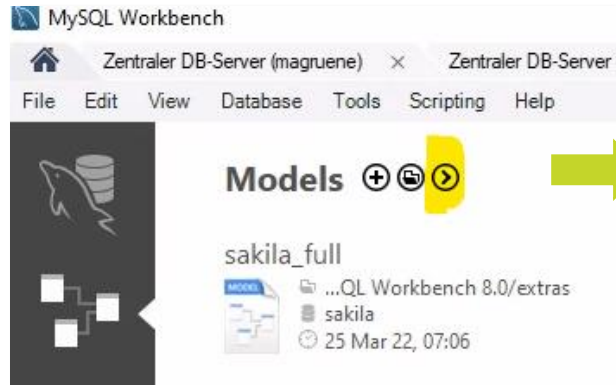 MySQL Workbench
Zentraler DB-Server (magruene) × Zentraler DB-Server
File Edit View Database Tools Scripting Help
Models
sakila_full
MODEL
...QL Workbench 8.0/extras
sakila
25 Mar 22, 07:06